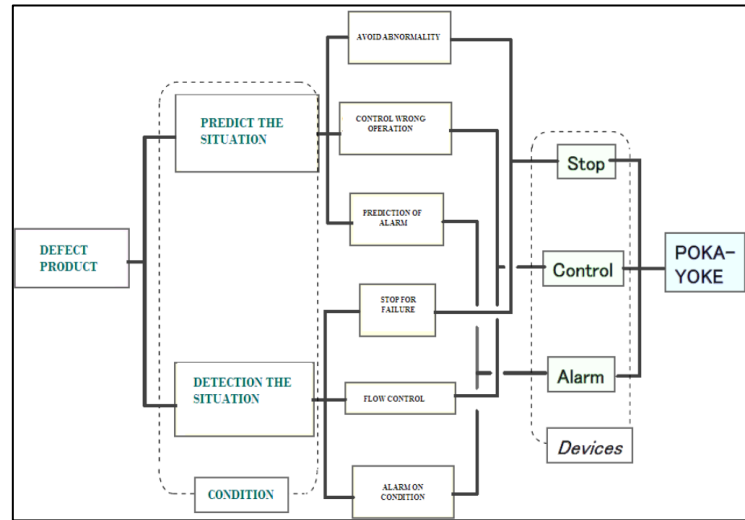 AVOID ABNORMALITY
PREDICT THE
SITUATION
CONTROL WRONG
OPERATION
PREDICTION OF
ALARM
DEFECT
PRODUCT
STOP FOR
FAILURE
DETECTION THE
SITUATION
FLOW CONTROL
ALARM ON
CONDITION
CONDITION
Stop
Control
Alarm
Devices
POKA-
YOKE